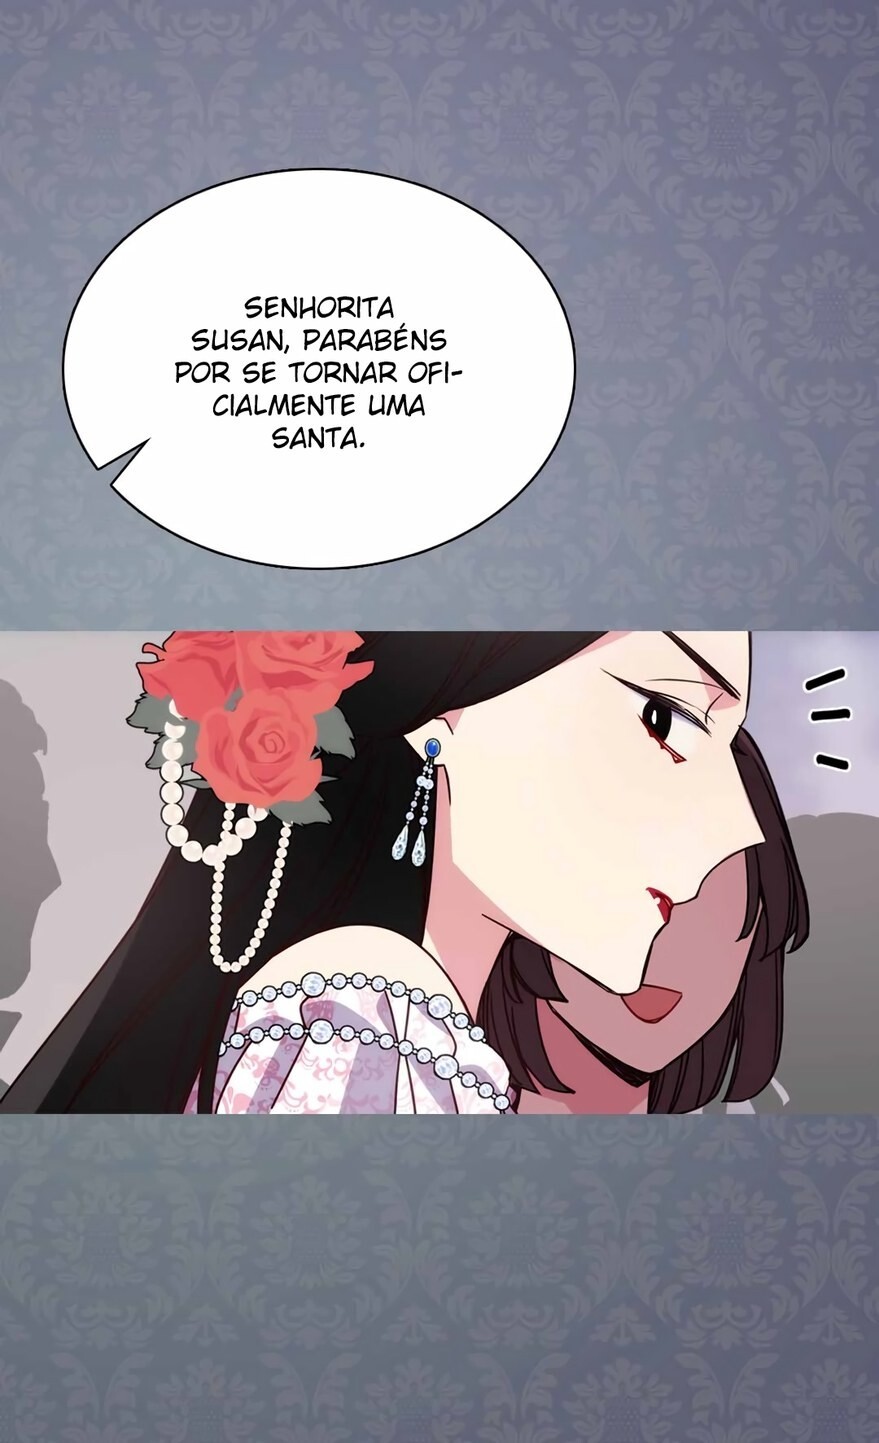 SENHORITA
SUSAN, PARABÉNS
POR SE TORNAR OFI-
CIALMENTE UMA
SANTA.